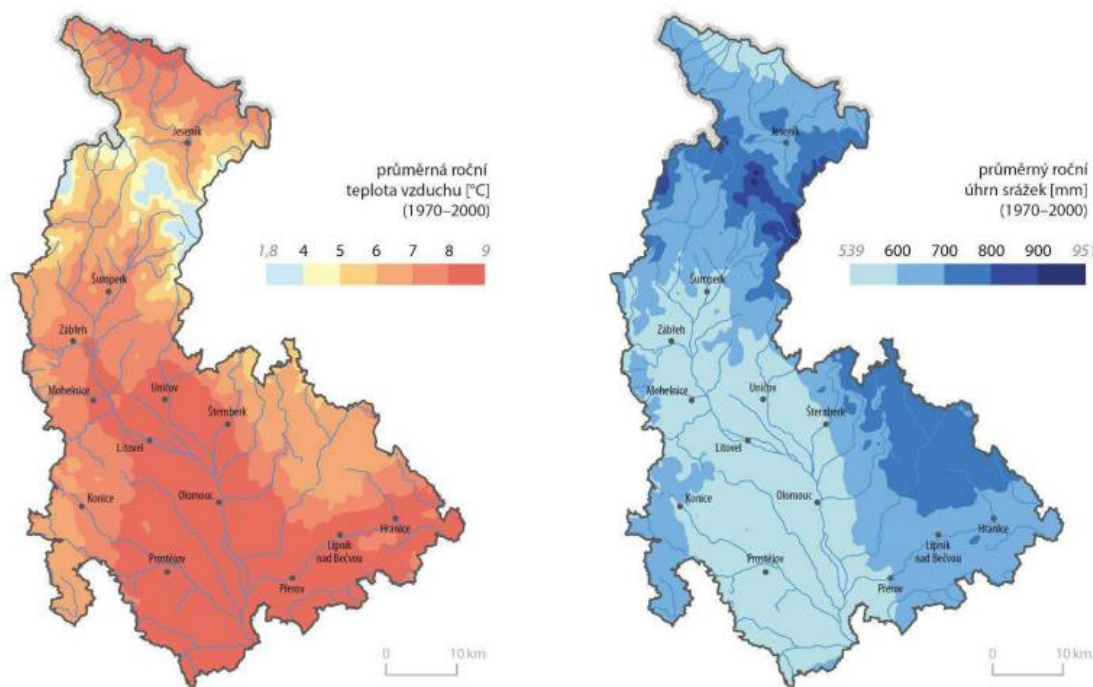 Jeseník
průměrná roční
teplota vzduchu [°C]
(1970–2000)
1,8 4 5 6 7 8 9
Šumperk
Zábřeh
Mohelnice
Uničov
Šternberk
Litovel
Konice
Olomouc
Hranice
Lipník
nad Bečvou
Prostějov
Přerov
0 10 km
Jeseník
průměrný roční
úhrn srážek [mm]
(1970–2000)
539 600 700 800 900 951
Šumperk
Zábřeh
Mohelnice
Uničov
Šternberk
Litovel
Konice
Olomouc
Hranice
Lipník
nad Bečvou
Prostějov
Přerov
0 10 km